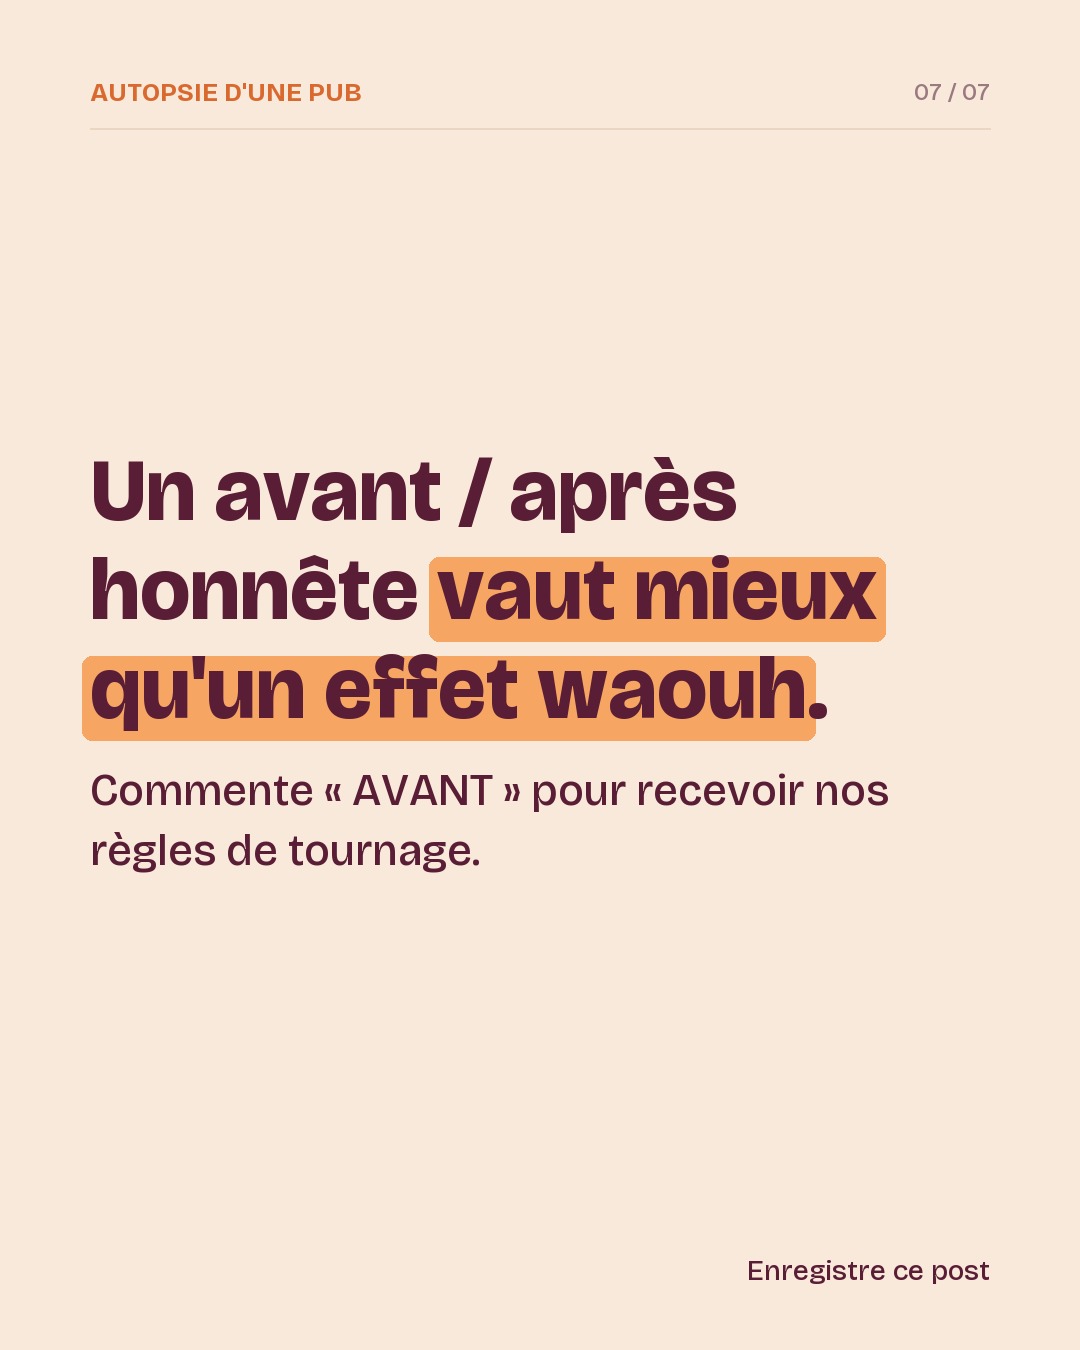 AUTOPSIE D'UNE PUB
07 / 07
Un avant / après
honnête vaut mieux
qu'un effet waouh.
Commente « AVANT » pour recevoir nos
règles de tournage.
Enregistre ce post